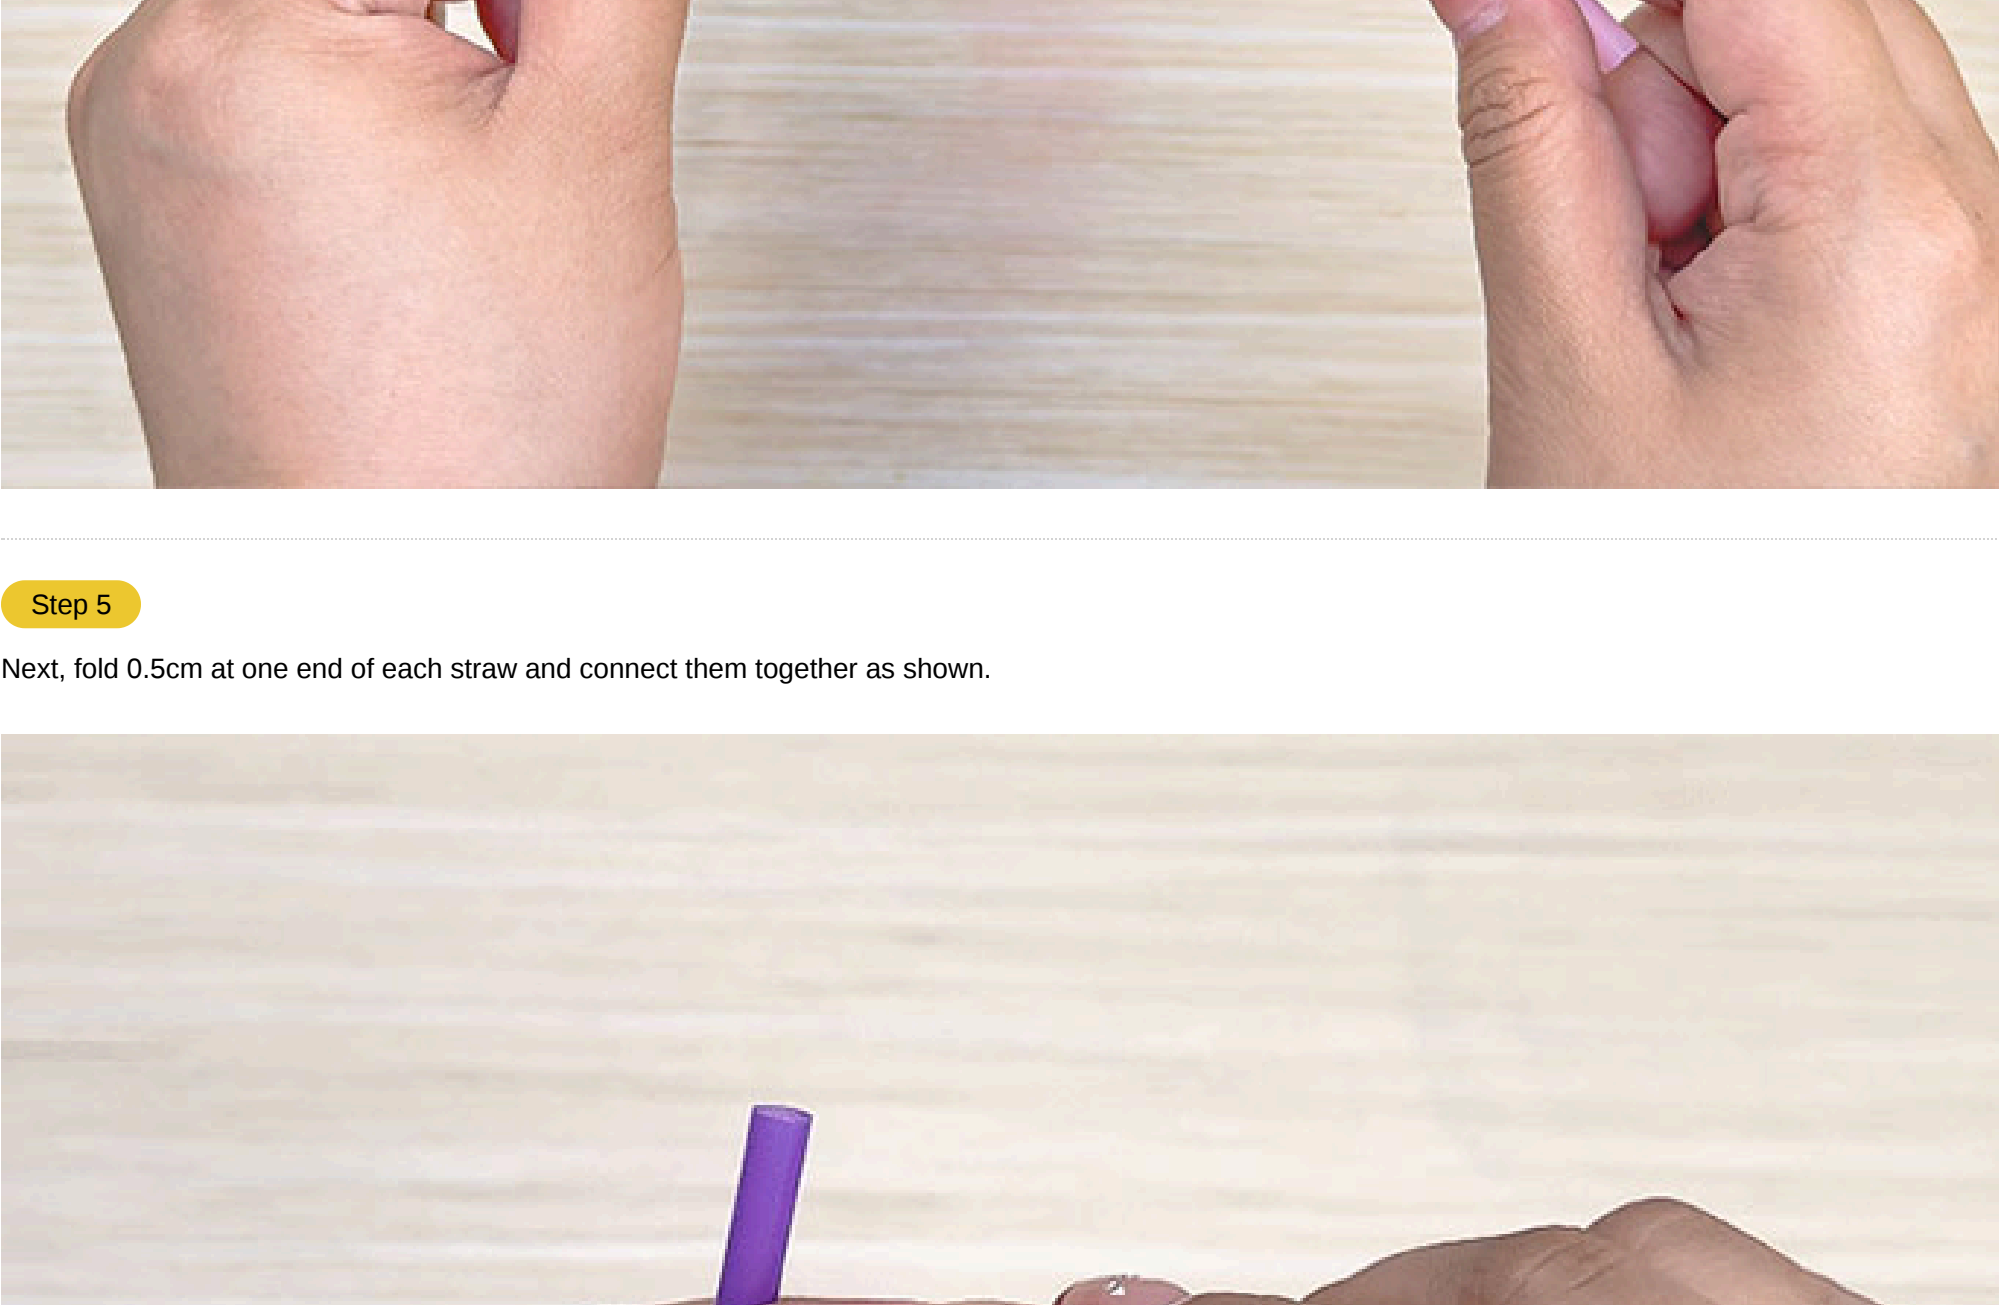 Step 5
Next, fold 0.5cm at one end of each straw and connect them together as shown.